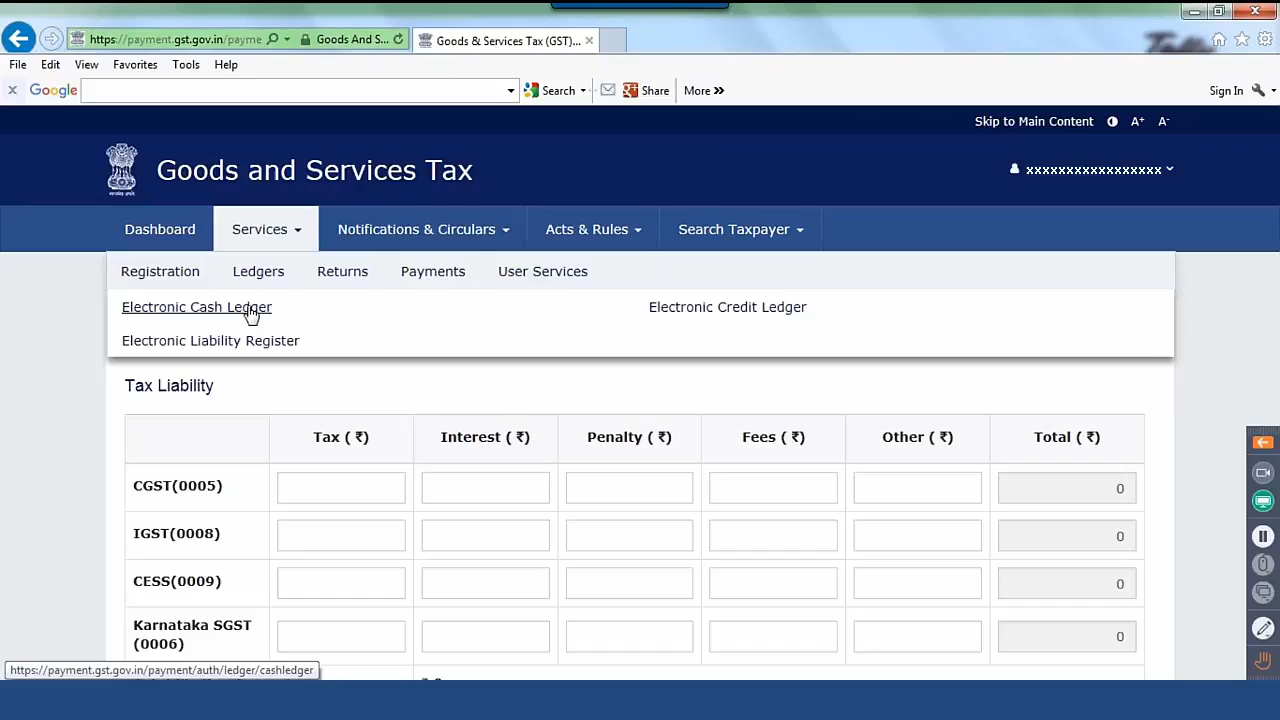 https://payment.gst.gov.in/payme
Goods And S...
Goods & Services Tax (GST)...
File Edit View Favorites Tools Help
x Google Search Share More Sign In
Skip to Main Content A+ A-
Goods and Services Tax
xxxxxxxxxxxxxxxxx
Dashboard Services Notifications & Circulars Acts & Rules Search Taxpayer
Registration Ledgers Returns Payments User Services
Electronic Cash Ledger Electronic Credit Ledger
Electronic Liability Register
Tax Liability
Tax ( ₹) Interest ( ₹) Penalty ( ₹) Fees ( ₹) Other ( ₹) Total ( ₹)
CGST(0005) 0
IGST(0008) 0
CESS(0009) 0
Karnataka SGST
(0006) 0
https://payment.gst.gov.in/payment/auth/ledger/cashledger